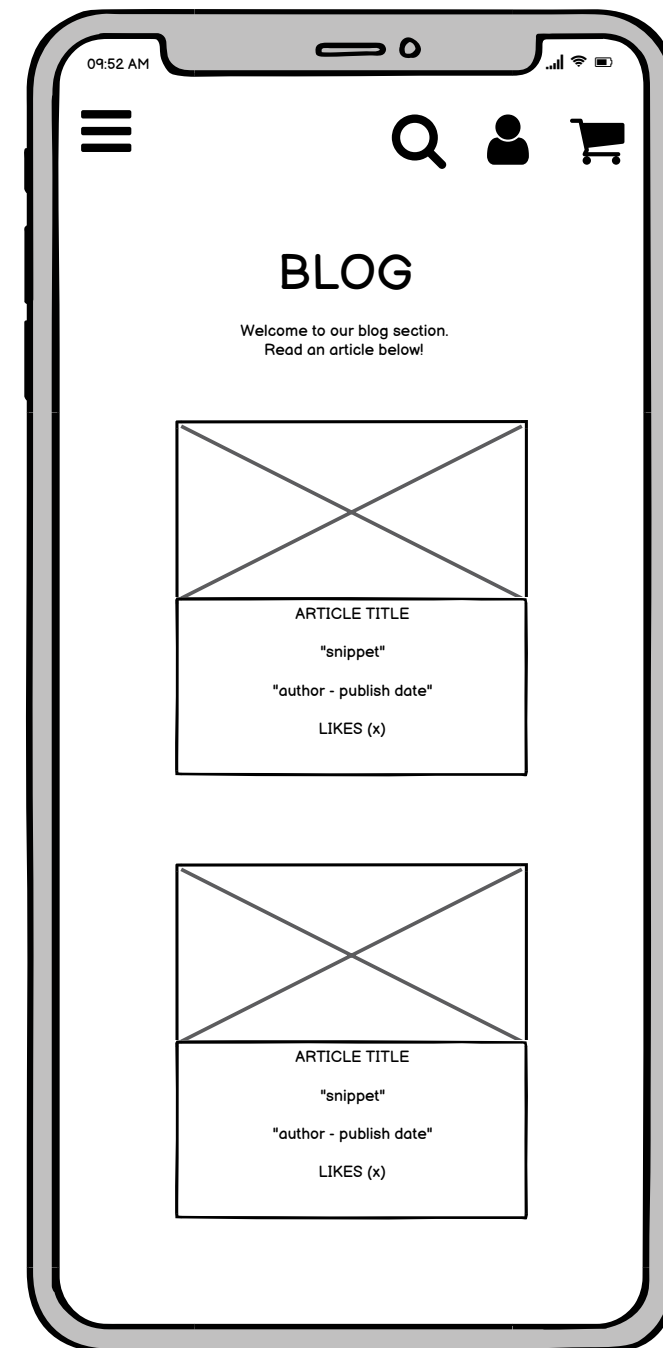 09:52 AM
BLOG
Welcome to our blog section.
Read an article below!
ARTICLE TITLE
"snippet"
"author - publish date"
LIKES (x)
ARTICLE TITLE
"snippet"
"author - publish date"
LIKES (x)